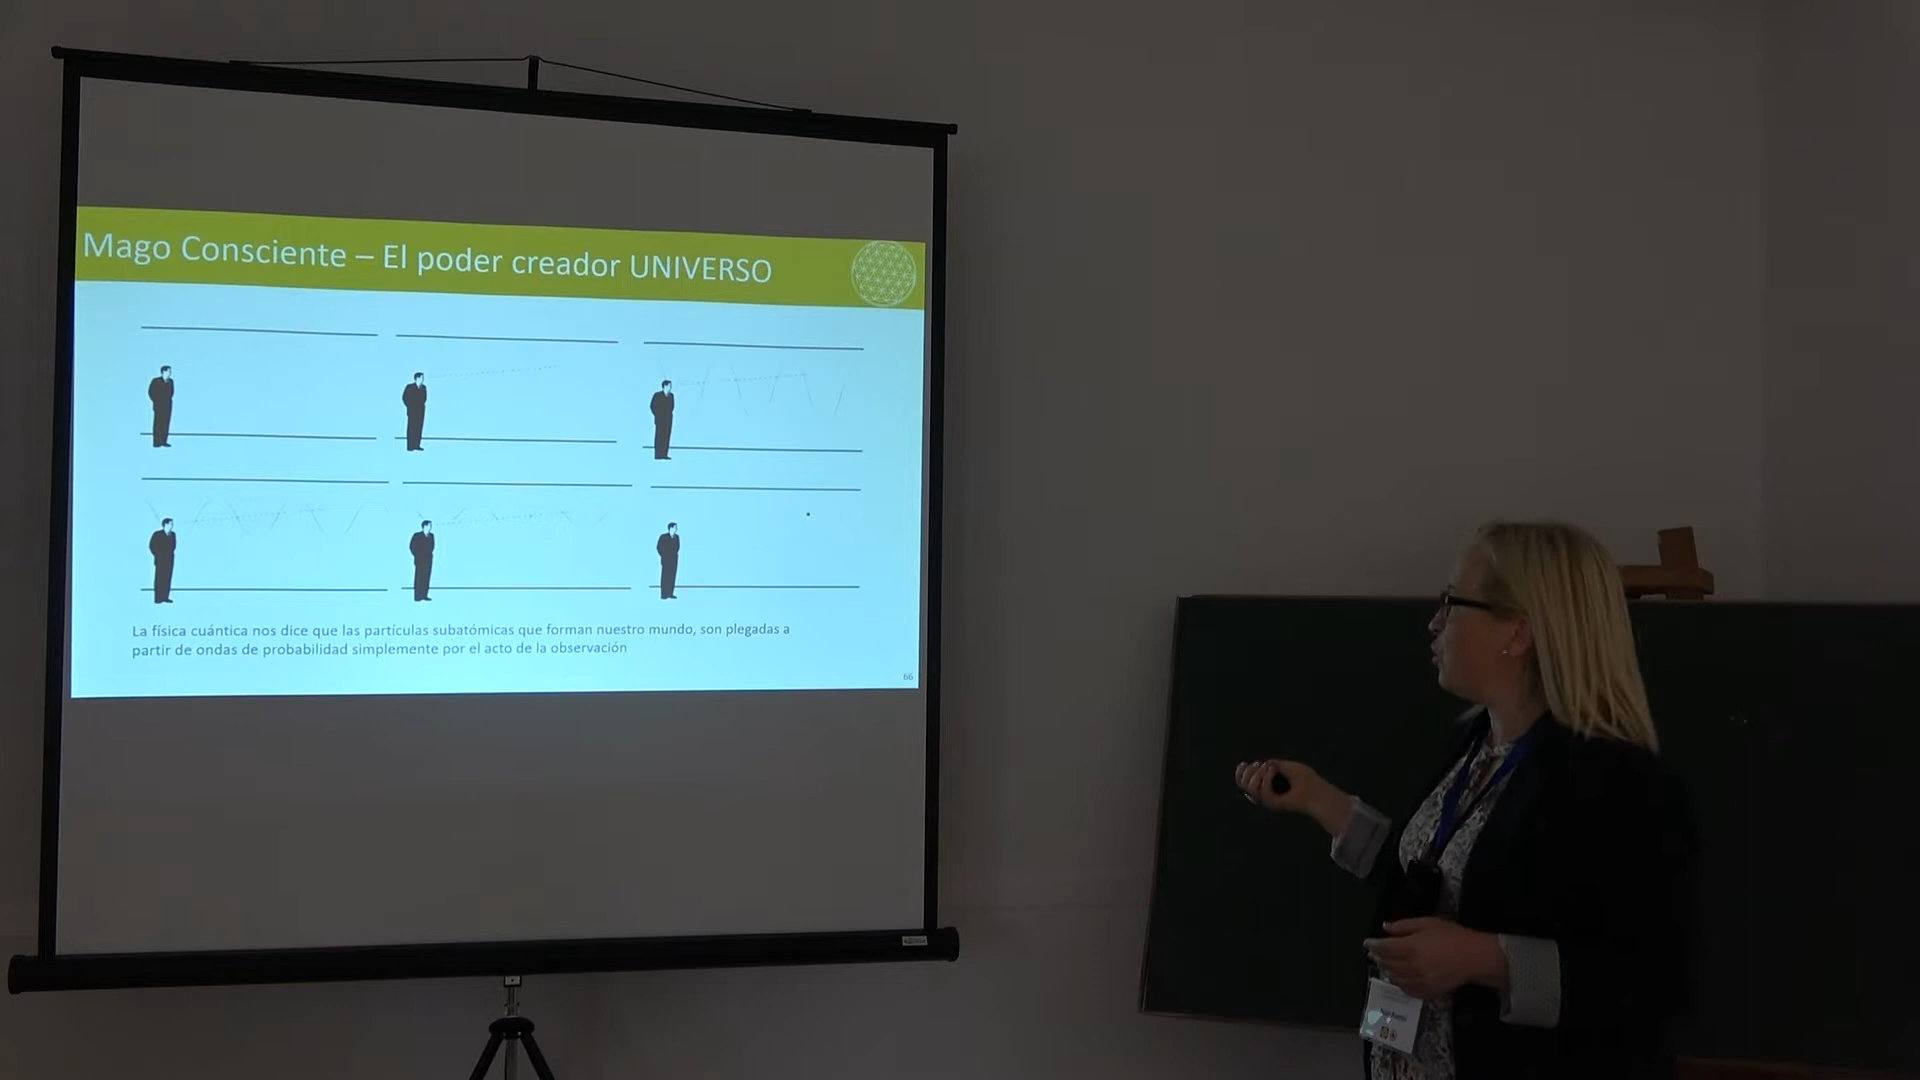 Mago Consciente – El poder creador UNIVERSO
La física cuántica nos dice que las partículas subatómicas que forman nuestro mundo, son plegadas a
partir de ondas de probabilidad simplemente por el acto de la observación
66